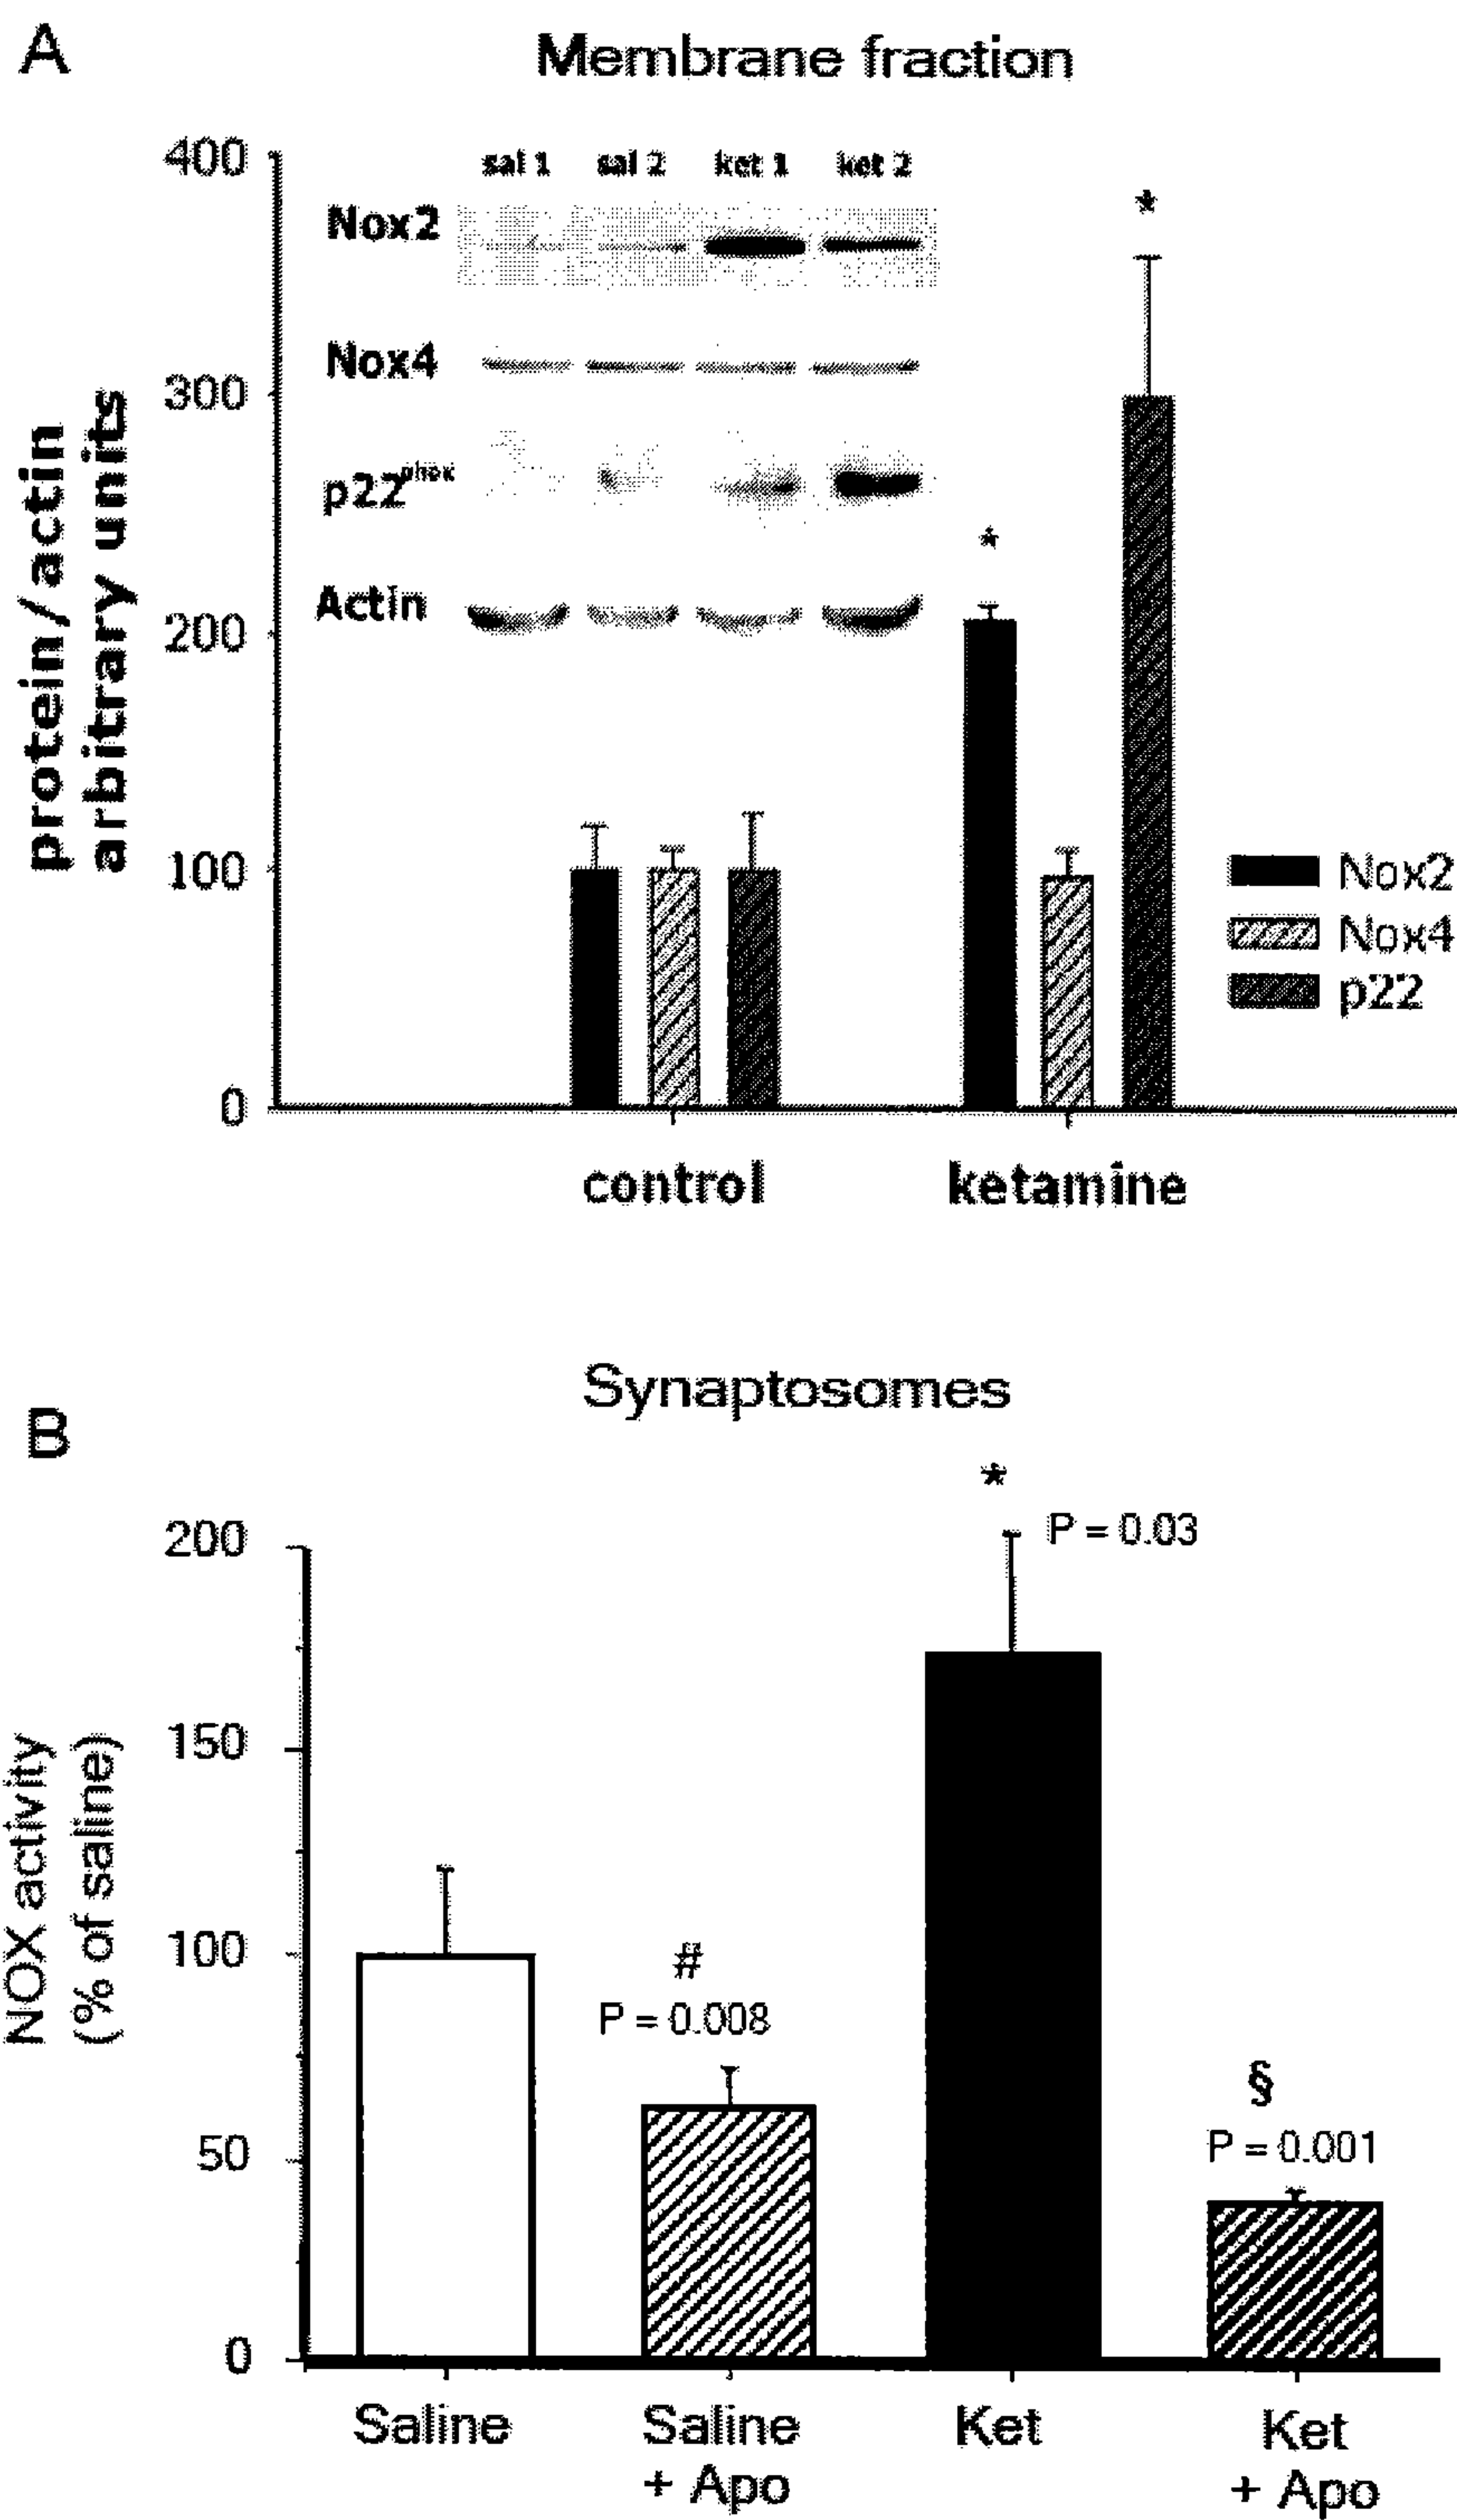 A
Membrane fraction
400
300
200
100
0
protein/actin
arbitrary units
sal 1 sal 2 ket 1 ket 2
Nox2
Nox4
p22phox
Actin
*
*
Nox2
Nox4
p22
control ketamine
B
Synaptosomes
200
150
100
50
0
NOX activity
(% of saline)
*
P = 0.03
#
P = 0.008
§
P = 0.001
Saline
Saline
+ Apo
Ket
Ket
+ Apo